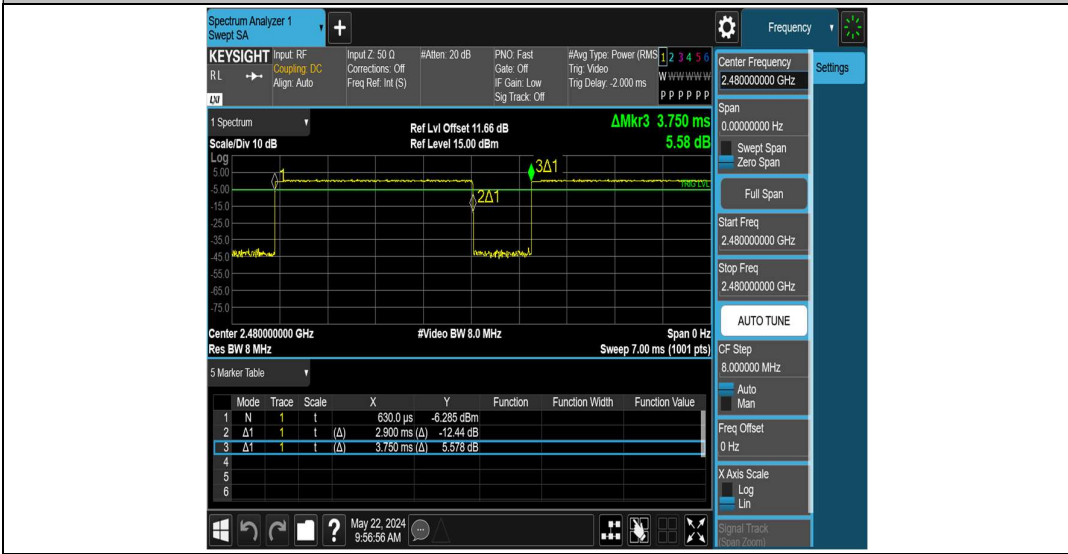 Spectrum Analyzer 1
Swept SA
Frequency
KEYSIGHT
RL
LXI
Input: RF
Coupling: DC
Align: Auto
Input Z: 50 Ω
Corrections: Off
Freq Ref: Int (S)
#Atten: 20 dB
PNO: Fast
Gate: Off
IF Gain: Low
Sig Track: Off
#Avg Type: Power (RMS
Trig: Video
Trig Delay: -2.000 ms
1 2 3 4 5 6
W W W W W W
P P P P P P
Center Frequency
2.480000000 GHz
Settings
Span
0.00000000 Hz
Swept Span
Zero Span
Full Span
Start Freq
2.480000000 GHz
Stop Freq
2.480000000 GHz
AUTO TUNE
CF Step
8.000000 MHz
Auto
Man
Freq Offset
0 Hz
X Axis Scale
Log
Lin
Signal Track
(Span Zoom)
1 Spectrum
Scale/Div 10 dB
Ref Lvl Offset 11.66 dB
Ref Level 15.00 dBm
ΔMkr3 3.750 ms
5.58 dB
Log
5.00
-5.00
-15.0
-25.0
-35.0
-45.0
-55.0
-65.0
-75.0
1
2Δ1
3Δ1
TRIG LVL
Center 2.480000000 GHz
#Video BW 8.0 MHz
Span 0 Hz
Res BW 8 MHz
Sweep 7.00 ms (1001 pts)
5 Marker Table
Mode Trace Scale X Y Function Function Width Function Value
1 N 1 t 630.0 µs -6.285 dBm
2 Δ1 1 t (Δ) 2.900 ms (Δ) -12.44 dB
3 Δ1 1 t (Δ) 3.750 ms (Δ) 5.578 dB
4
5
6
?
May 22, 2024
9:56:56 AM